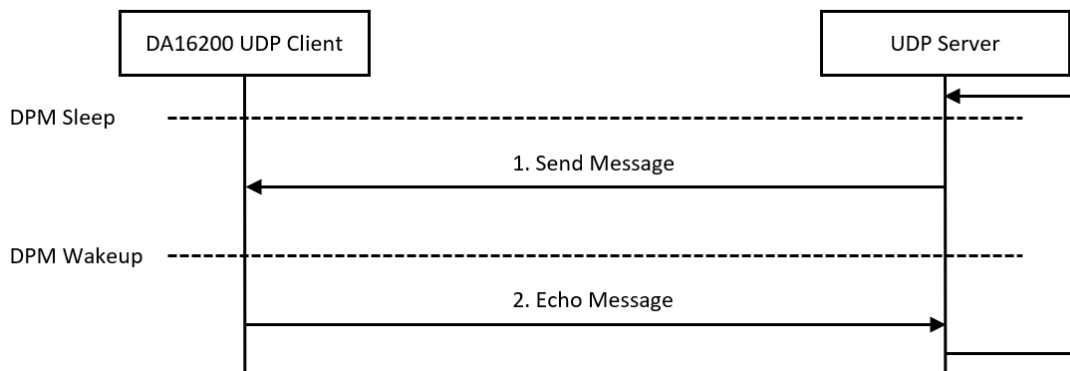 DA16200 UDP Client
UDP Server
DPM Sleep
1. Send Message
DPM Wakeup
2. Echo Message